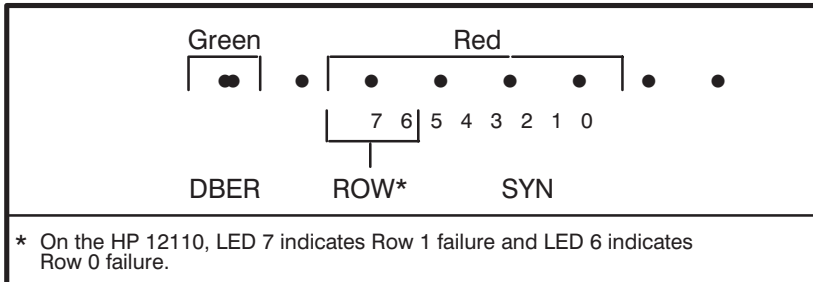 Green Red
7 6 5 4 3 2 1 0
DBER ROW* SYN
* On the HP 12110, LED 7 indicates Row 1 failure and LED 6 indicates
Row 0 failure.